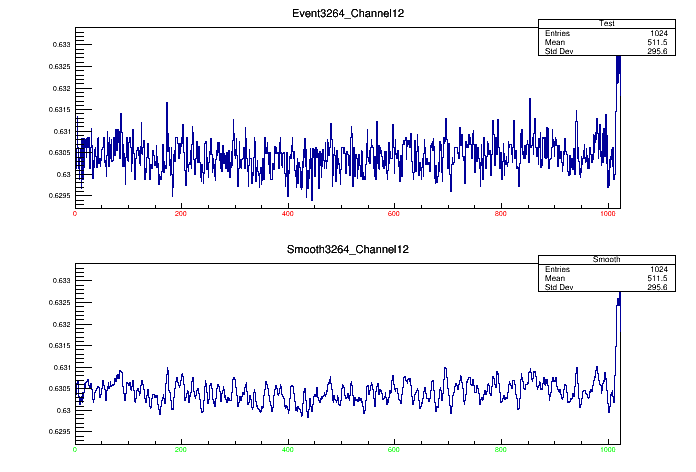 Event3264_Channel12
Test
Entries 1024
Mean 511.5
Std Dev 295.6
0.633
0.6325
0.632
0.6315
0.631
0.6305
0.63
0.6295
0 200 400 600 800 1000
Smooth3264_Channel12
Smooth
Entries 1024
Mean 511.5
Std Dev 295.6
0.633
0.6325
0.632
0.6315
0.631
0.6305
0.63
0.6295
0 200 400 600 800 1000